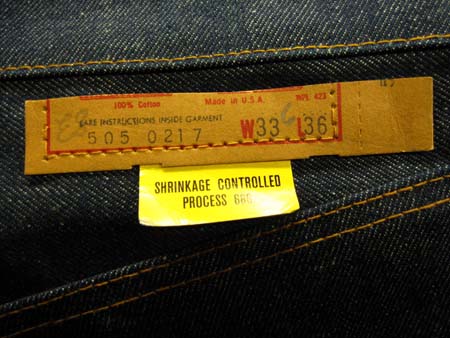 100% Cotton Made in U.S.A. WPL 423
CARE INSTRUCTIONS INSIDE GARMENT
505 0217 W33 L36
SHRINKAGE CONTROLLED
PROCESS